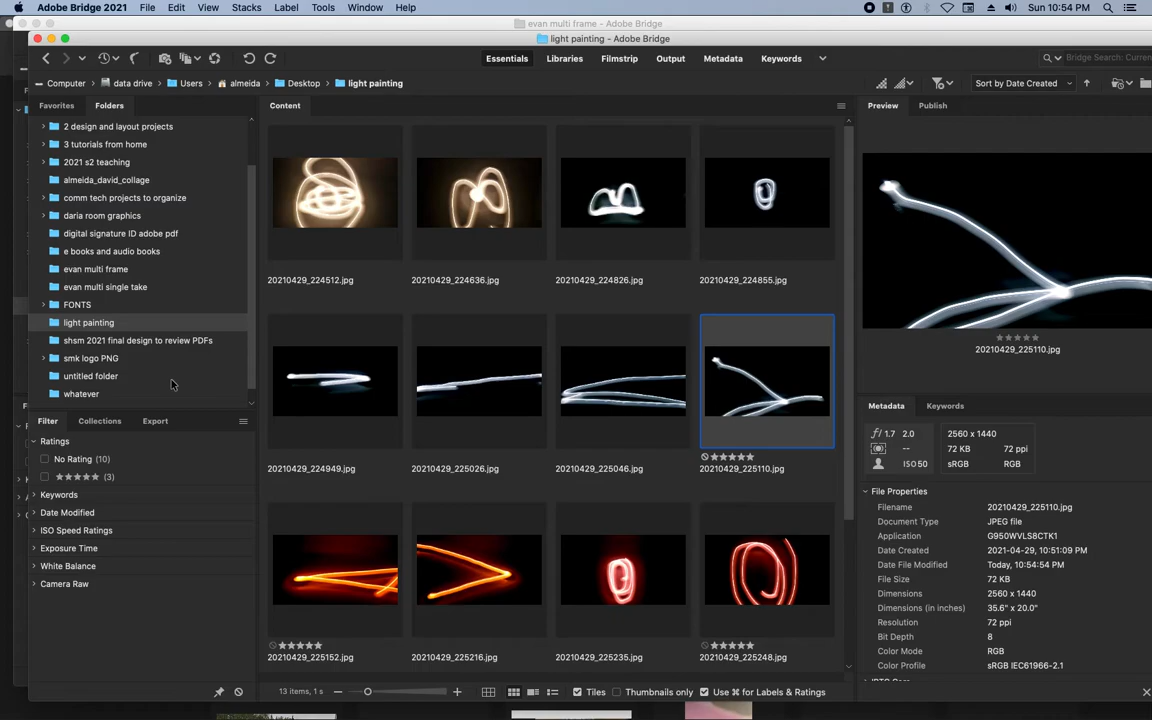 Adobe Bridge 2021 File Edit View Stacks Label Tools Window Help Sun 10:54 PM
evan multi frame - Adobe Bridge
light painting - Adobe Bridge
Essentials Libraries Filmstrip Output Metadata Keywords Bridge Search: Curren
Computer data drive Users almeida Desktop light painting Sort by Date Created
Favorites Folders Content Preview Publish
2 design and layout projects
3 tutorials from home
2021 s2 teaching
almeida_david_collage
comm tech projects to organize
daria room graphics
digital signature ID adobe pdf
e books and audio books
evan multi frame
evan multi single take
FONTS
light painting
shsm 2021 final design to review PDFs
smk logo PNG
untitled folder
whatever
Filter Collections Export
Ratings
No Rating (10)
★★★★★ (3)
Keywords
Date Modified
ISO Speed Ratings
Exposure Time
White Balance
Camera Raw
20210429_224512.jpg 20210429_224636.jpg 20210429_224826.jpg 20210429_224855.jpg
20210429_224949.jpg 20210429_225026.jpg 20210429_225046.jpg 20210429_225110.jpg
20210429_225152.jpg 20210429_225216.jpg 20210429_225235.jpg 20210429_225248.jpg
13 items, 1 s Tiles Thumbnails only Use ⌘ for Labels & Ratings
20210429_225110.jpg
Metadata Keywords
f/ 1.7 2.0 2560 x 1440
-- 72 KB 72 ppi
ISO50 sRGB RGB
File Properties
Filename 20210429_225110.jpg
Document Type JPEG file
Application G950WVLS8CTK1
Date Created 2021-04-29, 10:51:09 PM
Date File Modified Today, 10:54:54 PM
File Size 72 KB
Dimensions 2560 x 1440
Dimensions (in inches) 35.6" x 20.0"
Resolution 72 ppi
Bit Depth 8
Color Mode RGB
Color Profile sRGB IEC61966-2.1